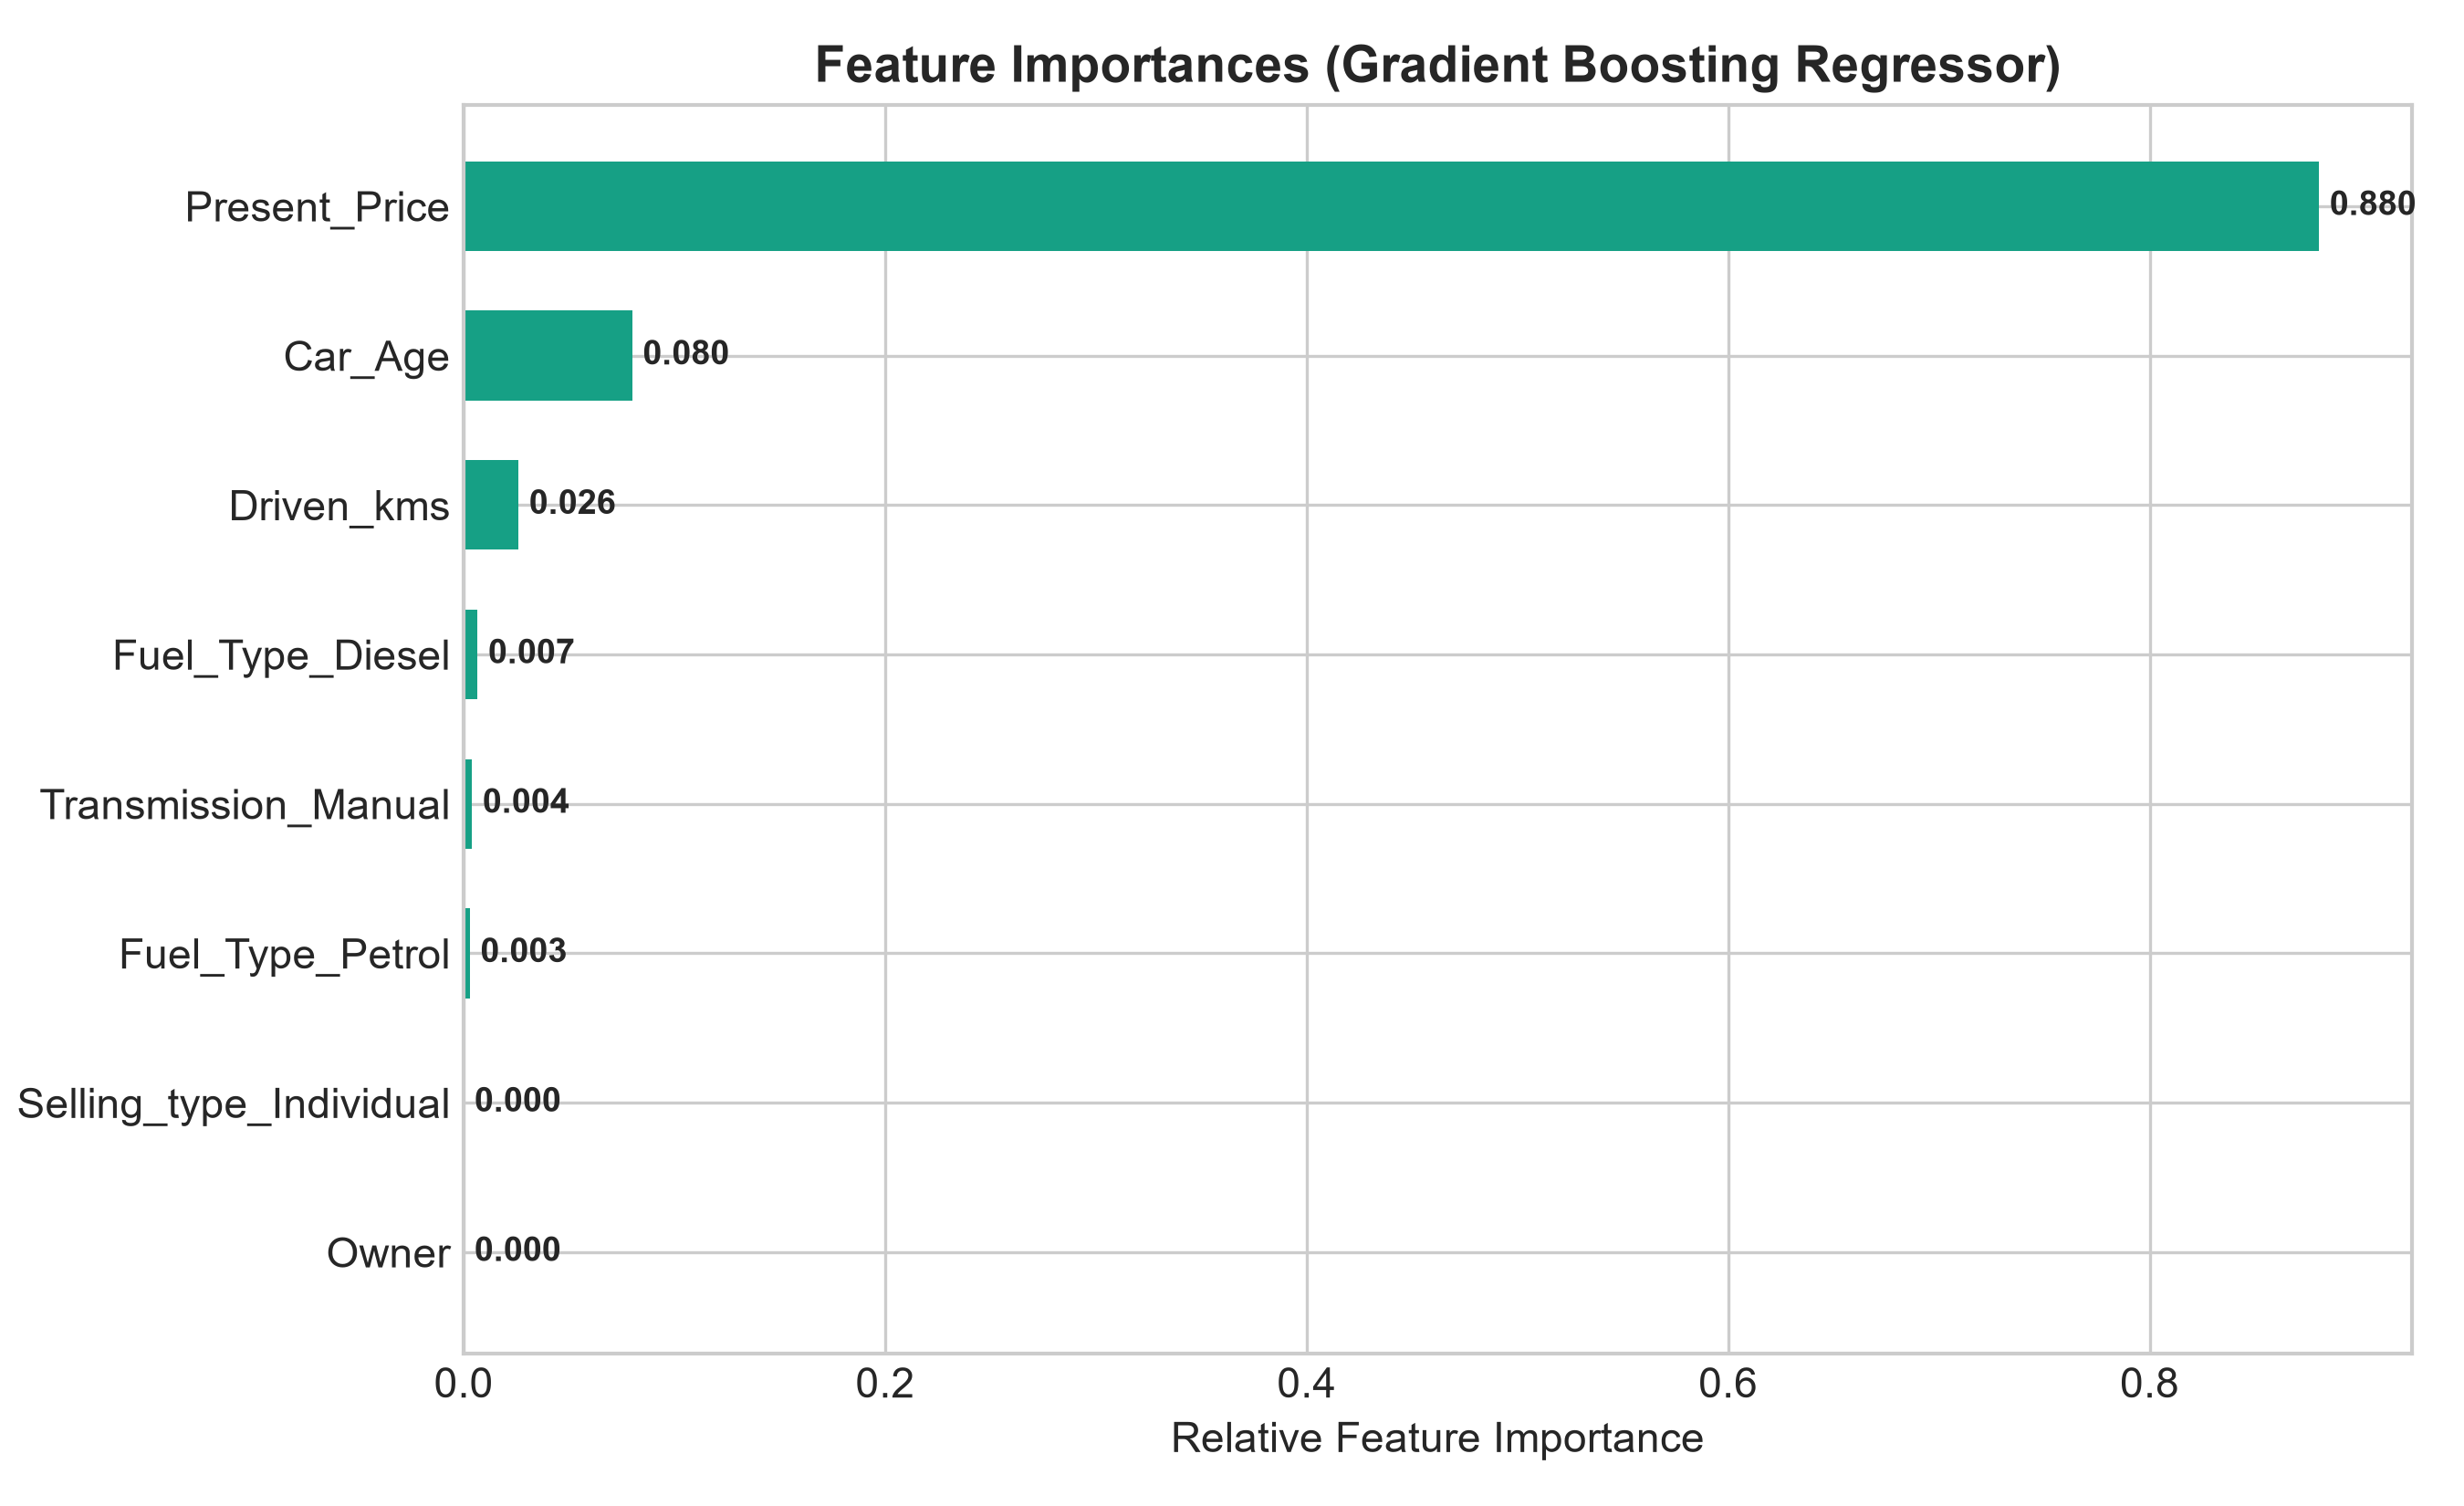 Feature Importances (Gradient Boosting Regressor)
Present_Price 0.880
Car_Age 0.080
Driven_kms 0.026
Fuel_Type_Diesel 0.007
Transmission_Manual 0.004
Fuel_Type_Petrol 0.003
Selling_type_Individual 0.000
Owner 0.000
0.0 0.2 0.4 0.6 0.8
Relative Feature Importance